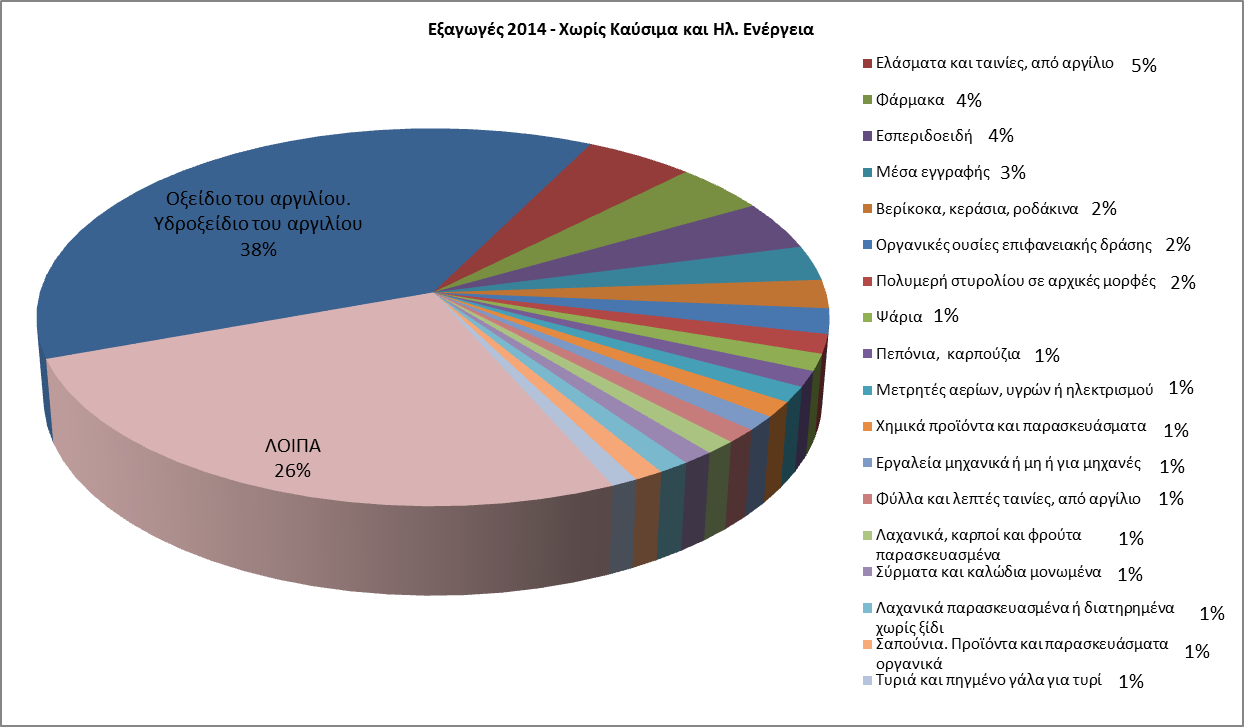 Εξαγωγές 2014 - Χωρίς Καύσιμα και Ηλ. Ενέργεια
Οξείδιο του αργιλίου.
Υδροξείδιο του αργιλίου
38%
ΛΟΙΠΑ
26%
Ελάσματα και ταινίες, από αργίλιο 5%
Φάρμακα 4%
Εσπεριδοειδή 4%
Μέσα εγγραφής 3%
Βερίκοκα, κεράσια, ροδάκινα 2%
Οργανικές ουσίες επιφανειακής δράσης 2%
Πολυμερή στυρολίου σε αρχικές μορφές 2%
Ψάρια 1%
Πεπόνια, καρπούζια 1%
Μετρητές αερίων, υγρών ή ηλεκτρισμού 1%
Χημικά προϊόντα και παρασκευάσματα 1%
Εργαλεία μηχανικά ή μη ή για μηχανές 1%
Φύλλα και λεπτές ταινίες, από αργίλιο 1%
Λαχανικά, καρποί και φρούτα 1%
παρασκευασμένα
Σύρματα και καλώδια μονωμένα 1%
Λαχανικά παρασκευασμένα ή διατηρημένα 1%
χωρίς ξίδι
Σαπούνια. Προϊόντα και παρασκευάσματα 1%
οργανικά
Τυριά και πηγμένο γάλα για τυρί 1%